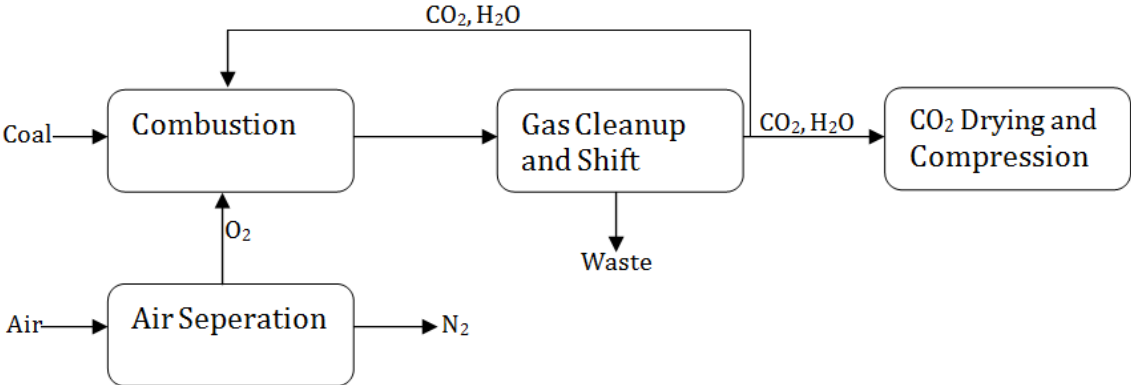 CO₂, H₂O
Coal
Combustion
Gas Cleanup
and Shift
CO₂, H₂O
CO₂ Drying and
Compression
O₂
Waste
Air
Air Seperation
N₂